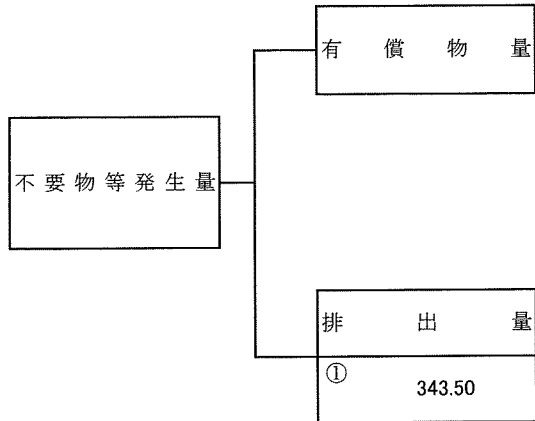 有償物量
不要物等発生量
排出量
①
343.50